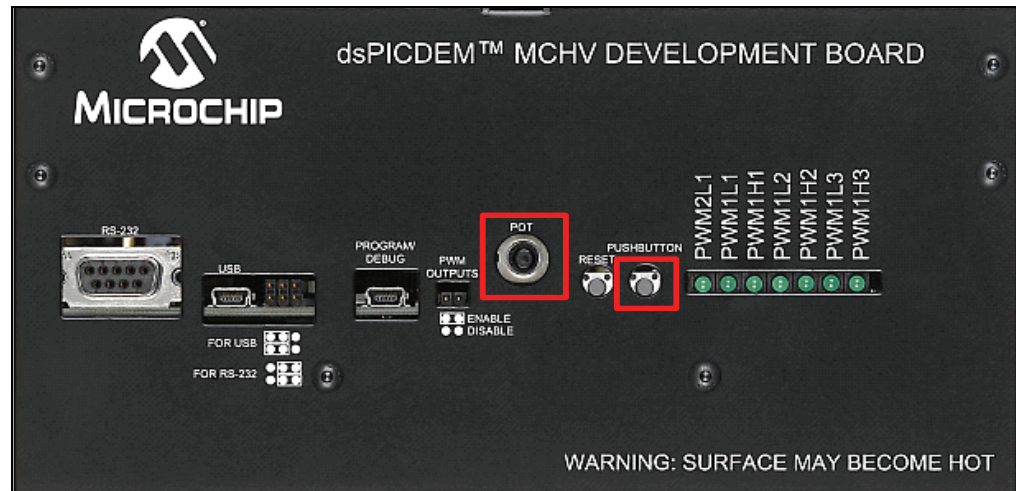 dsPICDEM™ MCHV DEVELOPMENT BOARD
MICROCHIP
PWM2L1
PWM1L1
PWM1H1
PWM1L2
PWM1H2
PWM1L3
PWM1H3
RS-232
USB
PROGRAM/
DEBUG
PWM
OUTPUTS
POT
RESET
PUSHBUTTON
ENABLE
DISABLE
FOR USB
FOR RS-232
WARNING: SURFACE MAY BECOME HOT